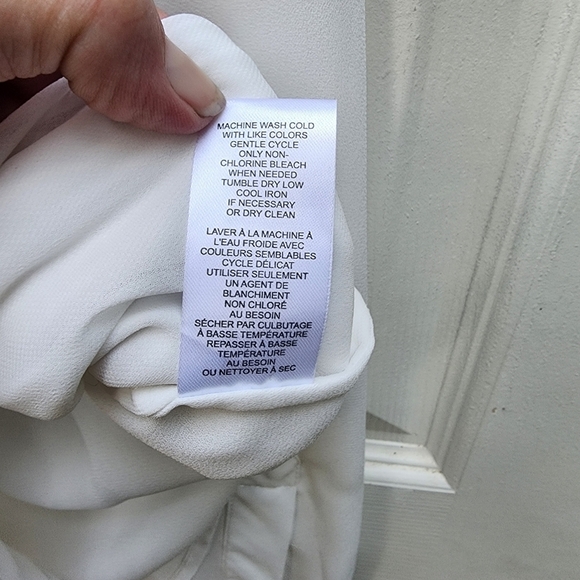 MACHINE WASH COLD
WITH LIKE COLORS
GENTLE CYCLE
ONLY NON-
CHLORINE BLEACH
WHEN NEEDED
TUMBLE DRY LOW
COOL IRON
IF NECESSARY
OR DRY CLEAN
LAVER À LA MACHINE À
L'EAU FROIDE AVEC
COULEURS SEMBLABLES
CYCLE DÉLICAT
UTILISER SEULEMENT
UN AGENT DE
BLANCHIMENT
NON CHLORÉ
AU BESOIN
SÉCHER PAR CULBUTAGE
À BASSE TEMPÉRATURE
REPASSER À BASSE
TEMPÉRATURE
AU BESOIN
OU NETTOYER À SEC